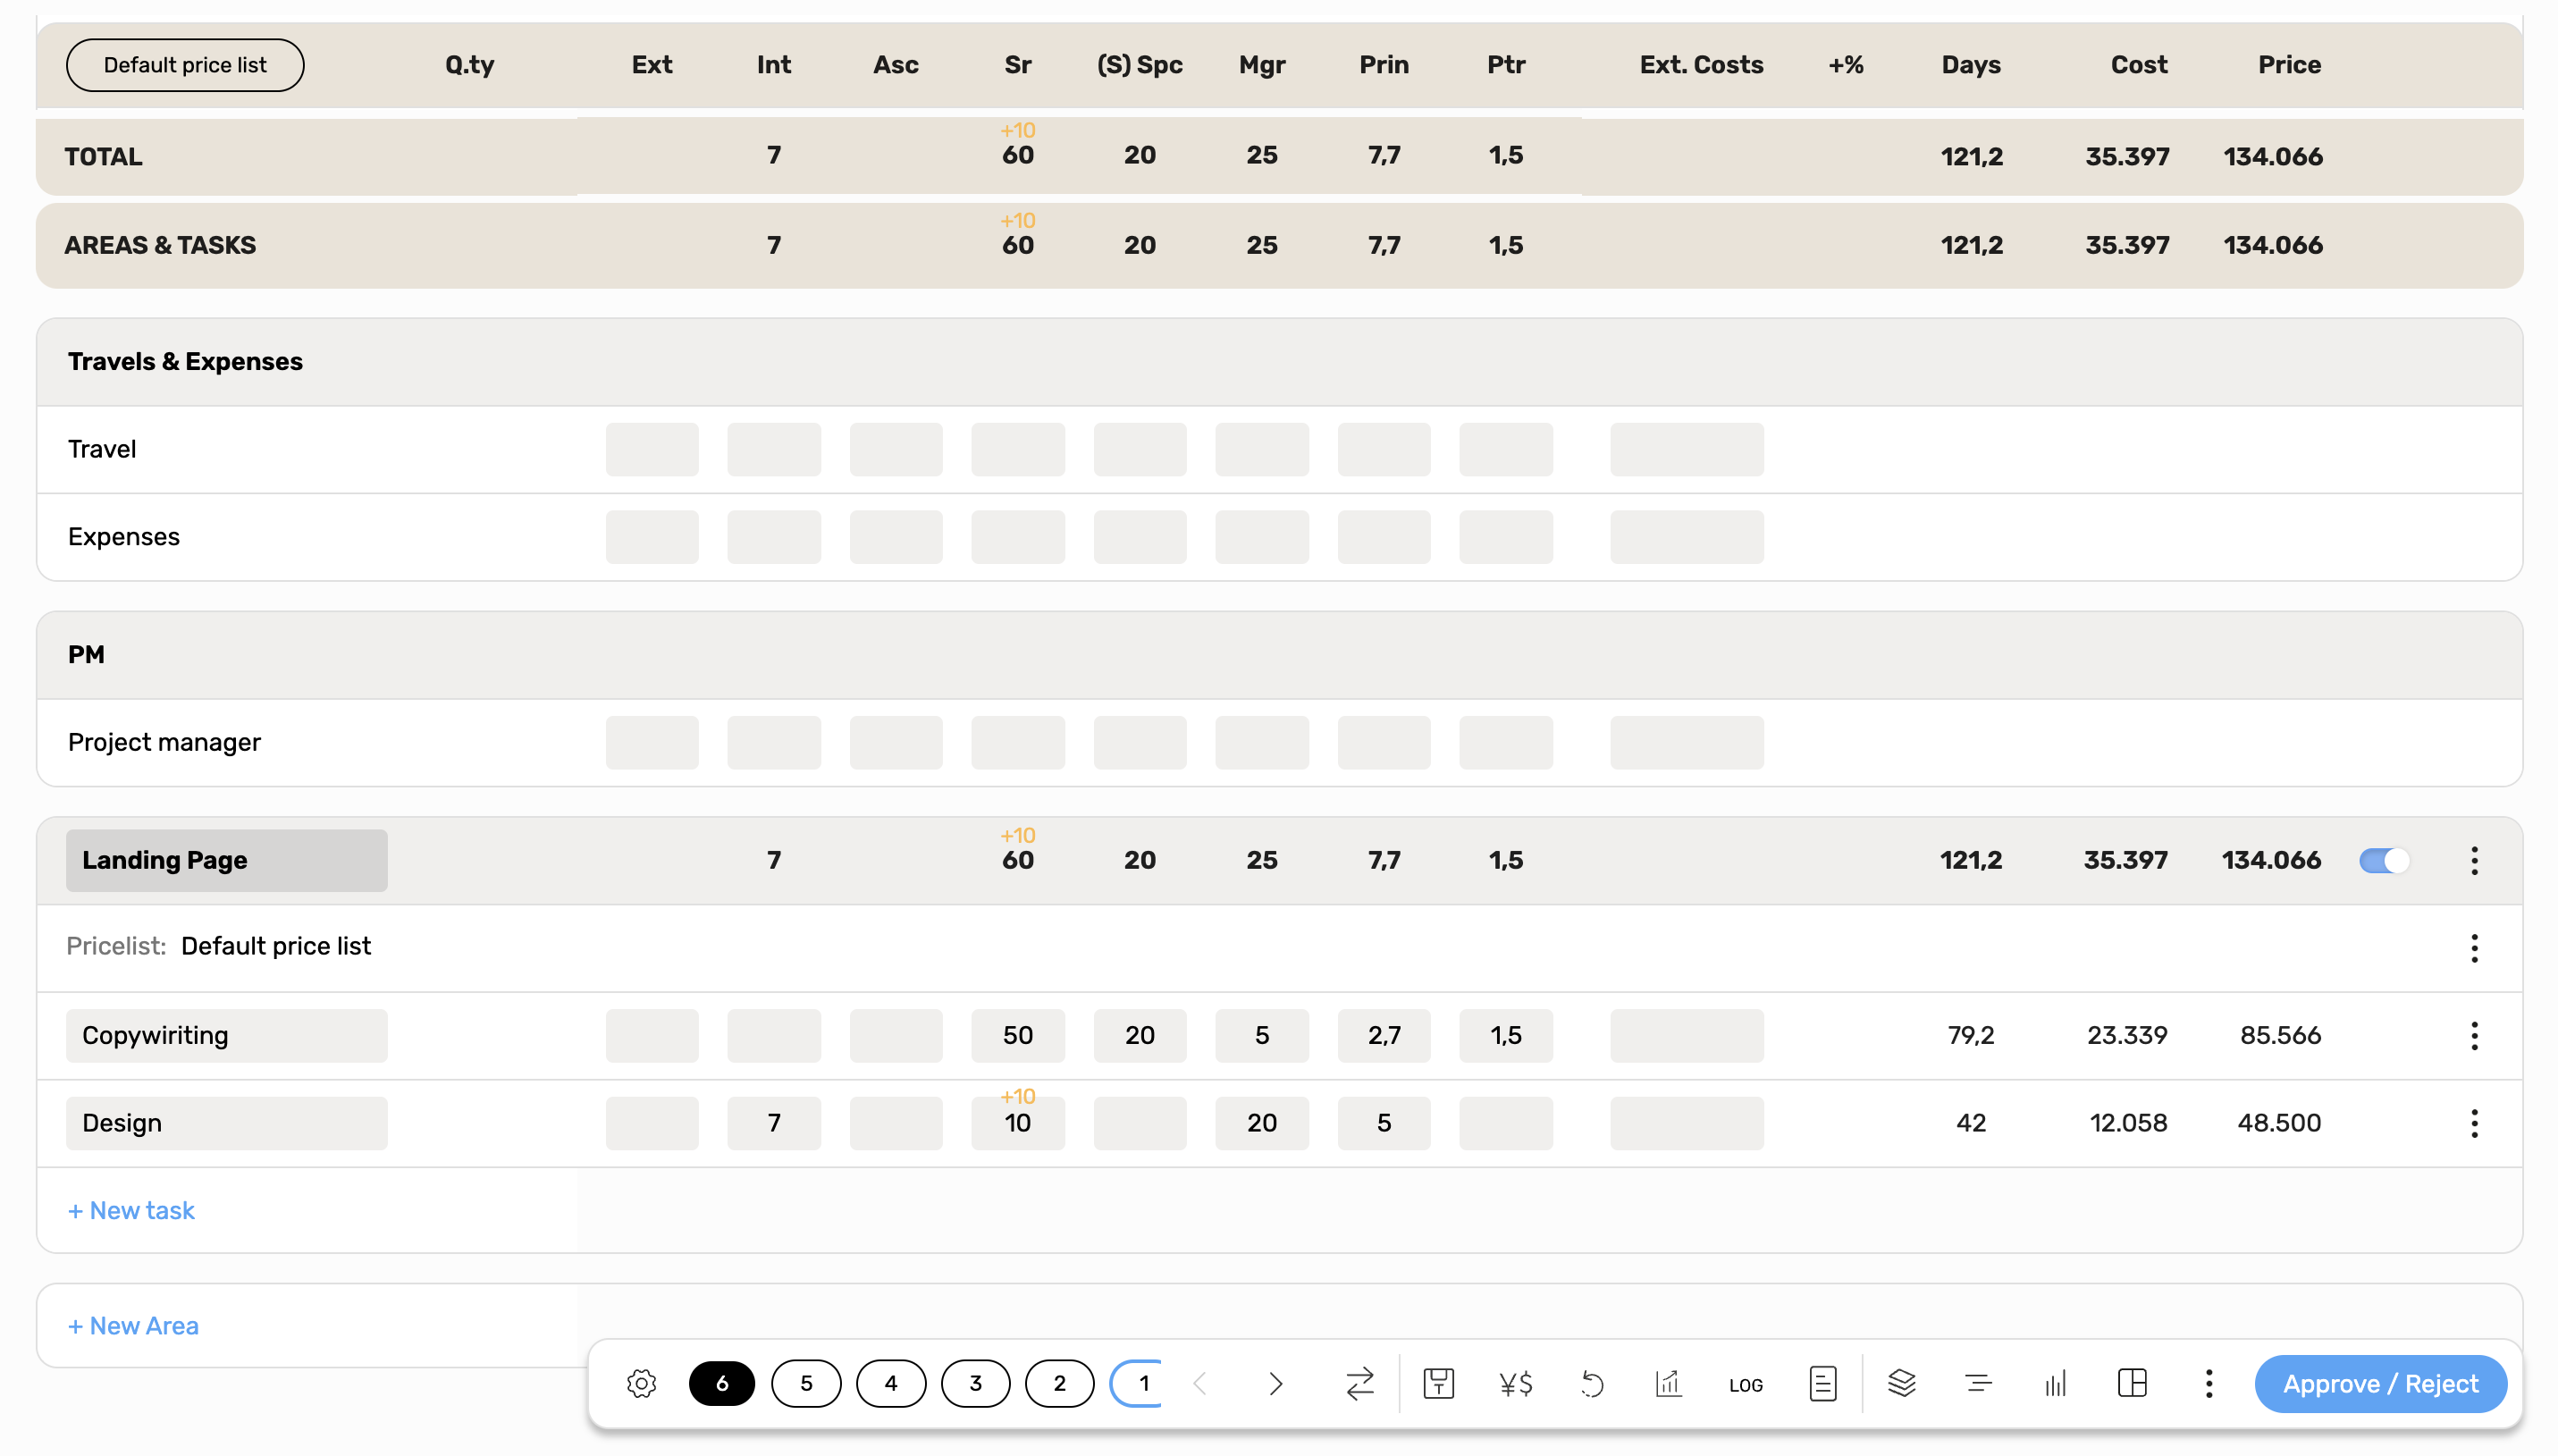 Default price list Q.ty Ext Int Asc Sr (S) Spc Mgr Prin Ptr Ext. Costs +% Days Cost Price
+10
TOTAL 7 60 20 25 7,7 1,5 121,2 35.397 134.066
+10
AREAS & TASKS 7 60 20 25 7,7 1,5 121,2 35.397 134.066
Travels & Expenses
Travel
Expenses
PM
Project manager
+10
Landing Page 7 60 20 25 7,7 1,5 121,2 35.397 134.066
Pricelist: Default price list
Copywiriting 50 20 5 2,7 1,5 79,2 23.339 85.566
+10
Design 7 10 20 5 42 12.058 48.500
+ New task
+ New Area
6 5 4 3 2 1 ¥$ LOG Approve / Reject